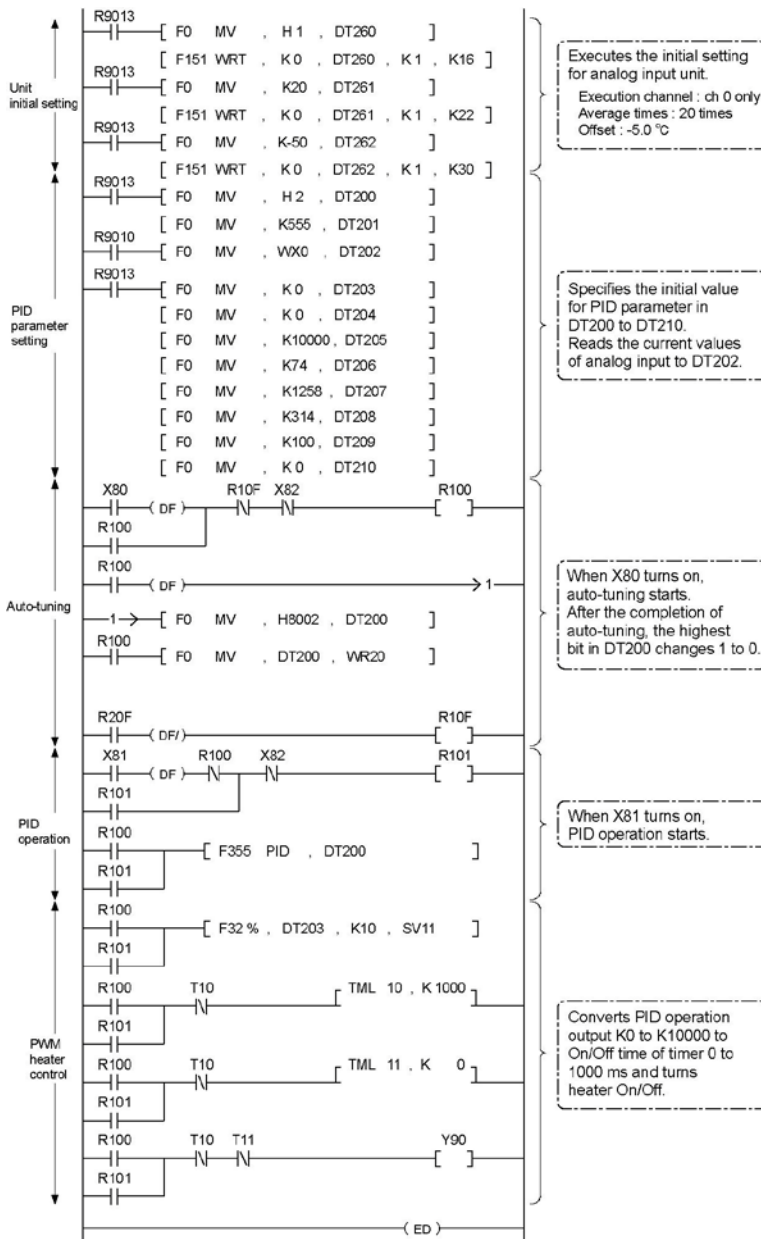 R9013
[ F0 MV , H 1 , DT260 ]
[ F151 WRT , K 0 , DT260 , K 1 , K16 ]
R9013
[ F0 MV , K20 , DT261 ]
[ F151 WRT , K 0 , DT261 , K 1 , K22 ]
R9013
[ F0 MV , K-50 , DT262 ]
[ F151 WRT , K 0 , DT262 , K 1 , K30 ]
Unit
initial setting
Executes the initial setting
for analog input unit.
Execution channel : ch 0 only
Average times : 20 times
Offset : -5.0 °C
R9013
[ F0 MV , H 2 , DT200 ]
[ F0 MV , K555 , DT201 ]
R9010
[ F0 MV , WX0 , DT202 ]
R9013
[ F0 MV , K 0 , DT203 ]
[ F0 MV , K 0 , DT204 ]
[ F0 MV , K10000 , DT205 ]
[ F0 MV , K74 , DT206 ]
[ F0 MV , K1258 , DT207 ]
[ F0 MV , K314 , DT208 ]
[ F0 MV , K100 , DT209 ]
[ F0 MV , K 0 , DT210 ]
PID
parameter
setting
Specifies the initial value
for PID parameter in
DT200 to DT210.
Reads the current values
of analog input to DT202.
X80 R10F X82 R100
( DF ) [ ]
R100
R100
( DF ) 1
1 [ F0 MV , H8002 , DT200 ]
R100
[ F0 MV , DT200 , WR20 ]
R20F R10F
( DF/ ) [ ]
Auto-tuning
When X80 turns on,
auto-tuning starts.
After the completion of
auto-tuning, the highest
bit in DT200 changes 1 to 0.
X81 R100 X82 R101
( DF ) [ ]
R101
R100
[ F355 PID , DT200 ]
R101
PID
operation
When X81 turns on,
PID operation starts.
R100
[ F32 % , DT203 , K10 , SV11 ]
R101
R100 T10
[ TML 10 , K 1000 ]
R101
R100 T10
[ TML 11 , K 0 ]
R101
R100 T10 T11 Y90
[ ]
R101
PWM
heater
control
Converts PID operation
output K0 to K10000 to
On/Off time of timer 0 to
1000 ms and turns
heater On/Off.
( ED )